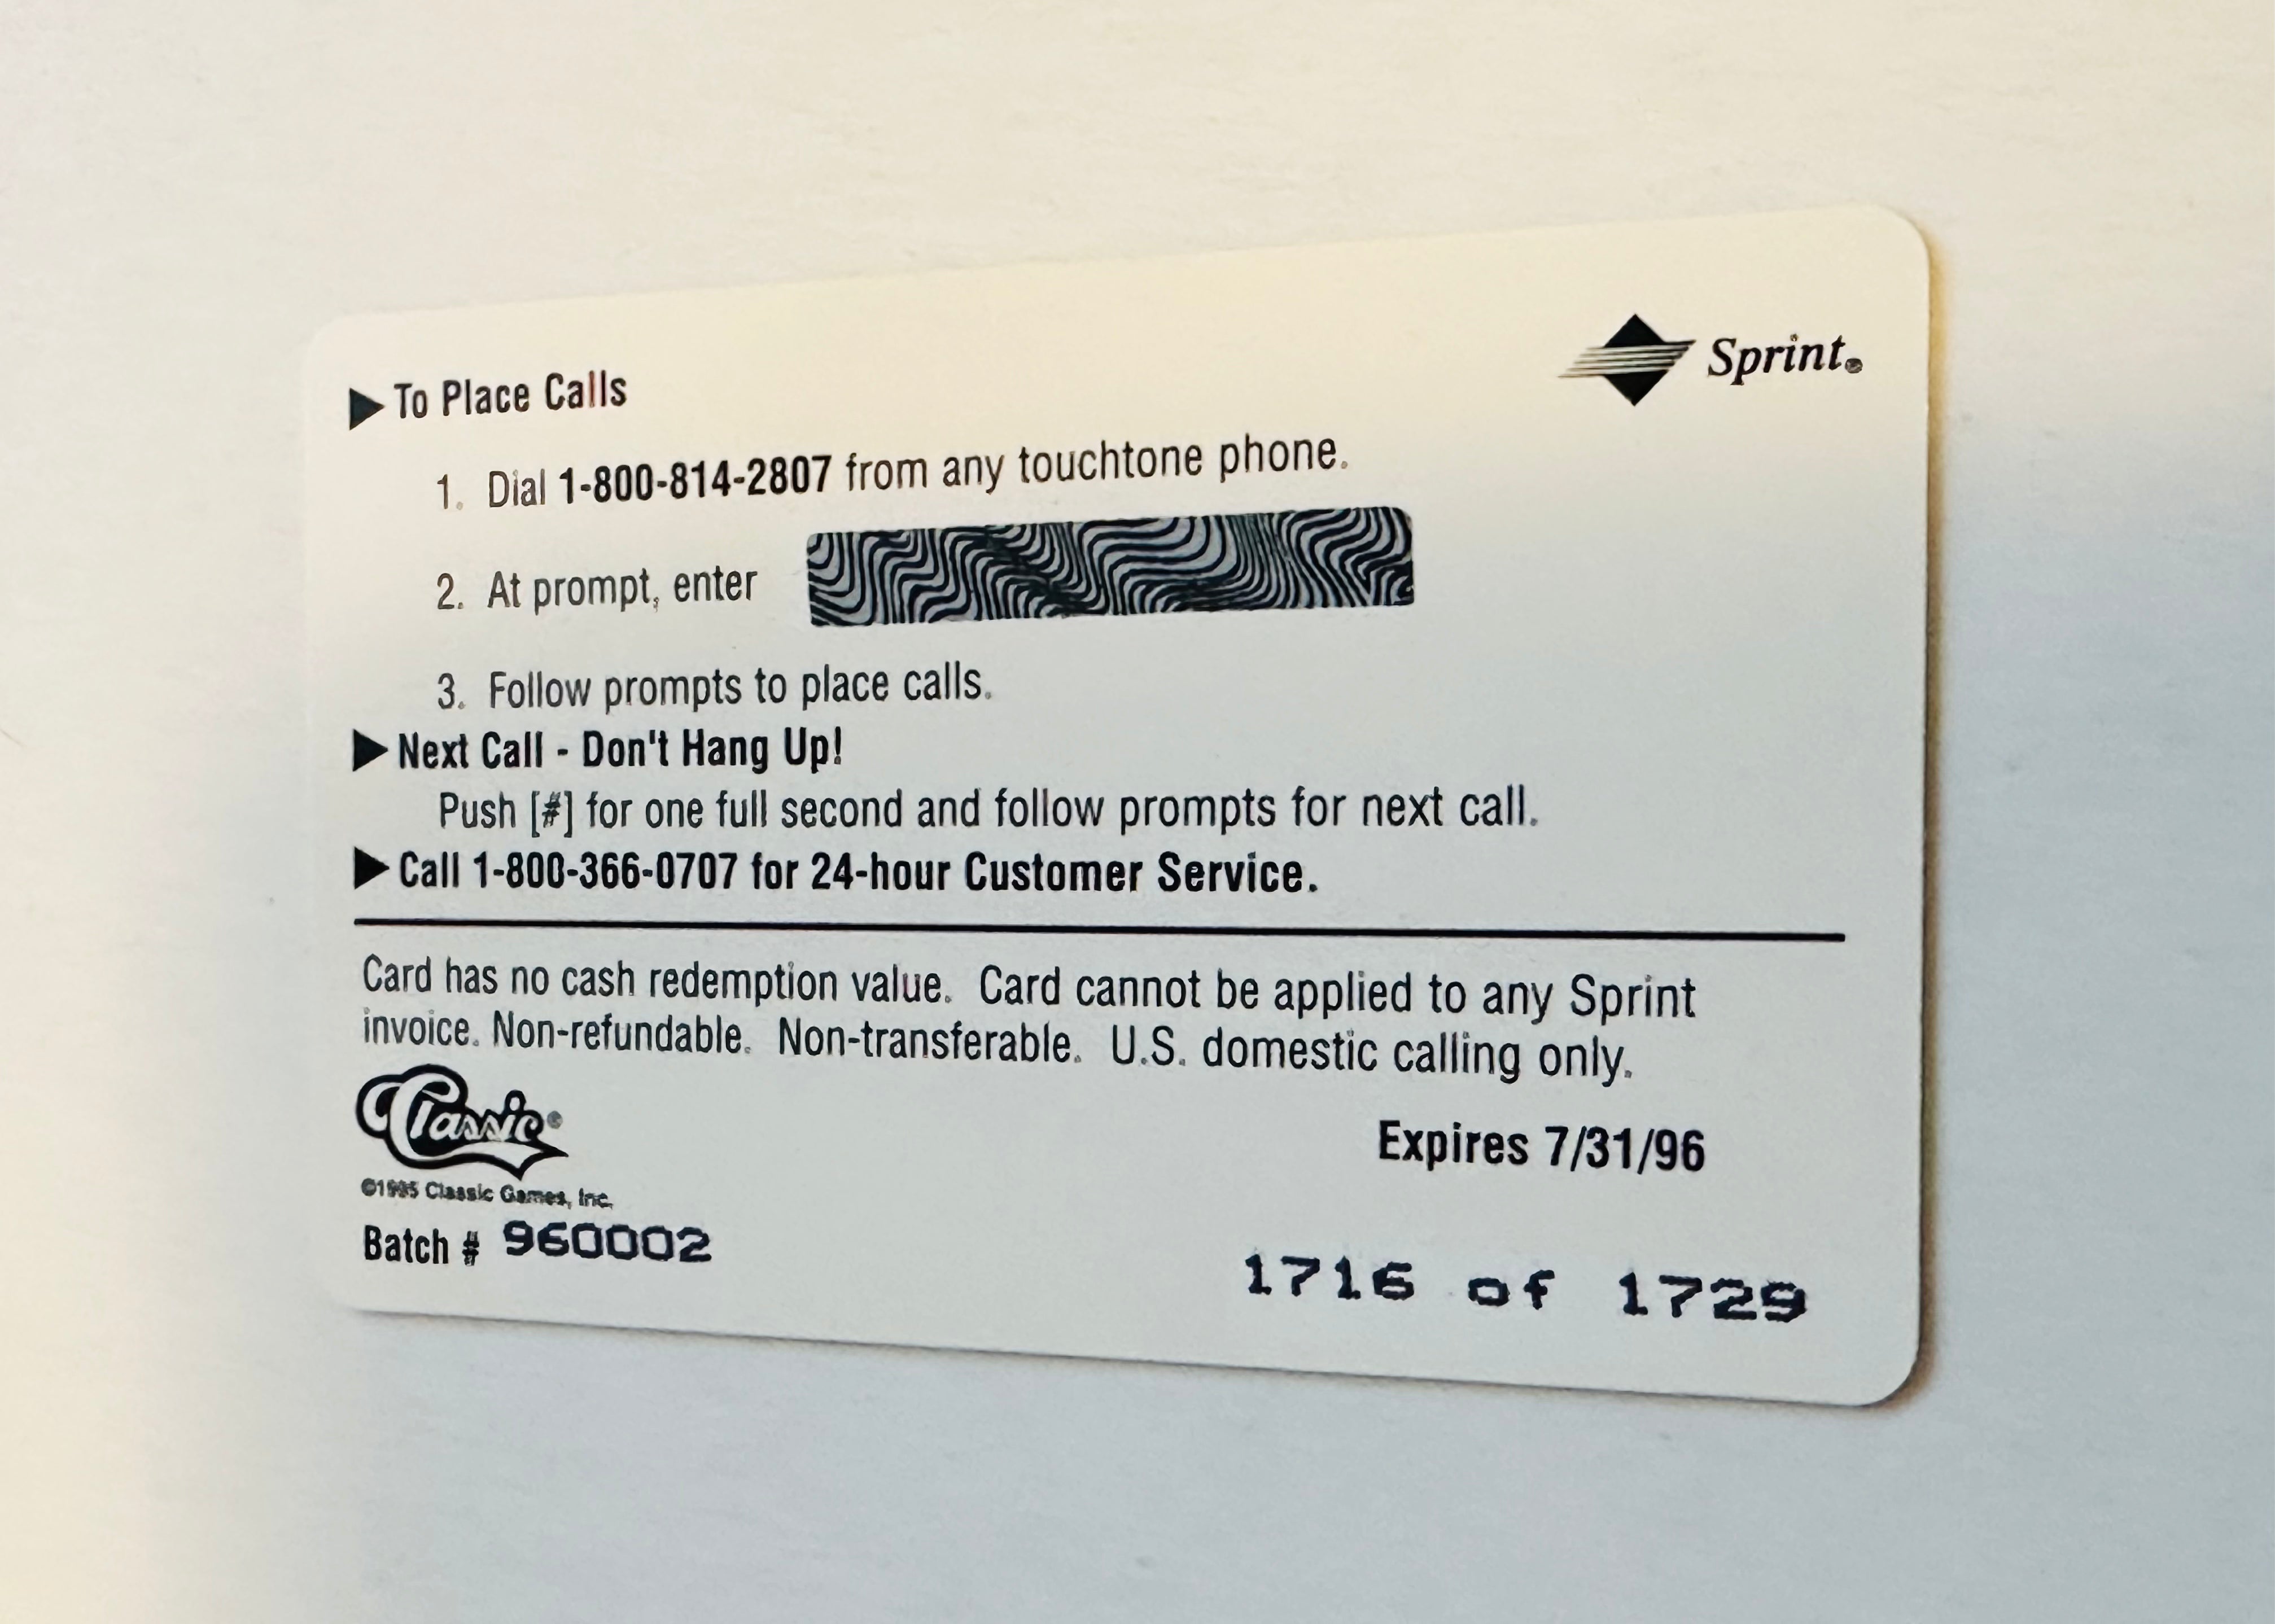 Sprint®
To Place Calls
1. Dial 1-800-814-2807 from any touchtone phone.
2. At prompt, enter
3. Follow prompts to place calls.
Next Call - Don't Hang Up!
Push [#] for one full second and follow prompts for next call.
Call 1-800-366-0707 for 24-hour Customer Service.
Card has no cash redemption value. Card cannot be applied to any Sprint
invoice. Non-refundable. Non-transferable. U.S. domestic calling only.
Classic®
©1995 Classic Games, Inc.
Expires 7/31/96
Batch # 960002
1716 of 1729